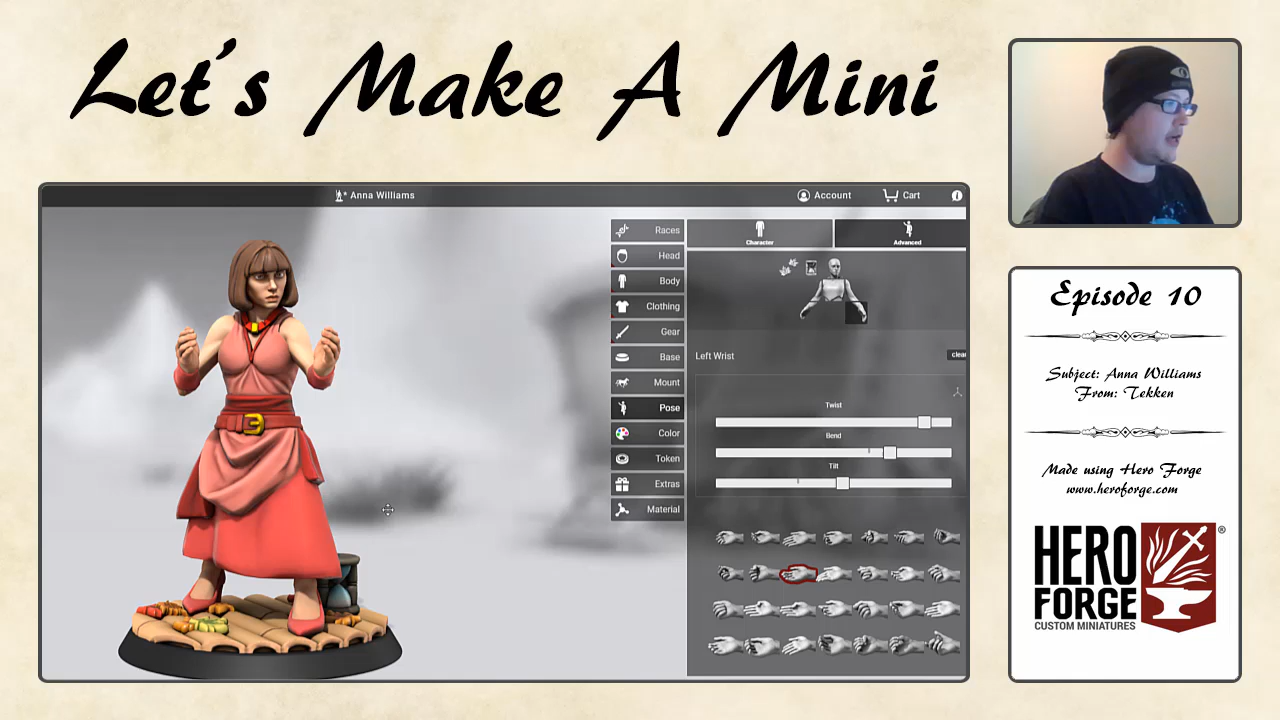 Let's Make A Mini
* Anna Williams
Account
Cart
Races
Head
Body
Clothing
Gear
Base
Mount
Pose
Color
Token
Extras
Material
Character
Advanced
Left Wrist
Twist
Bend
Tilt
Episode 10
Subject: Anna Williams
From: Tekken
Made using Hero Forge
www.heroforge.com
HERO
FORGE®
CUSTOM MINIATURES